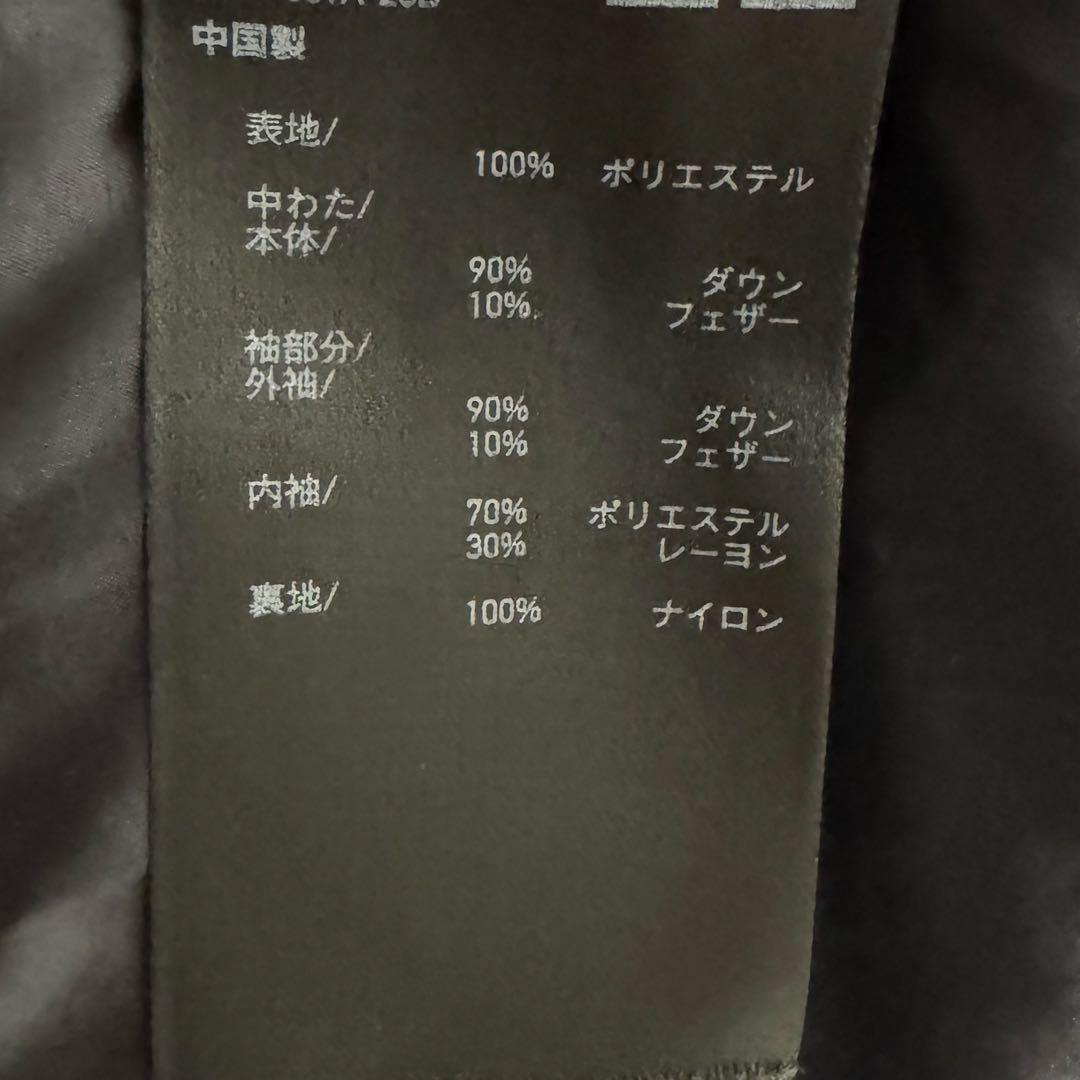 中国製
表地/
100% ポリエステル
中わた/
本体/
90% ダウン
10% フェザー
袖部分/
外袖/
90% ダウン
10% フェザー
内袖/
70% ポリエステル
30% レーヨン
裏地/
100% ナイロン